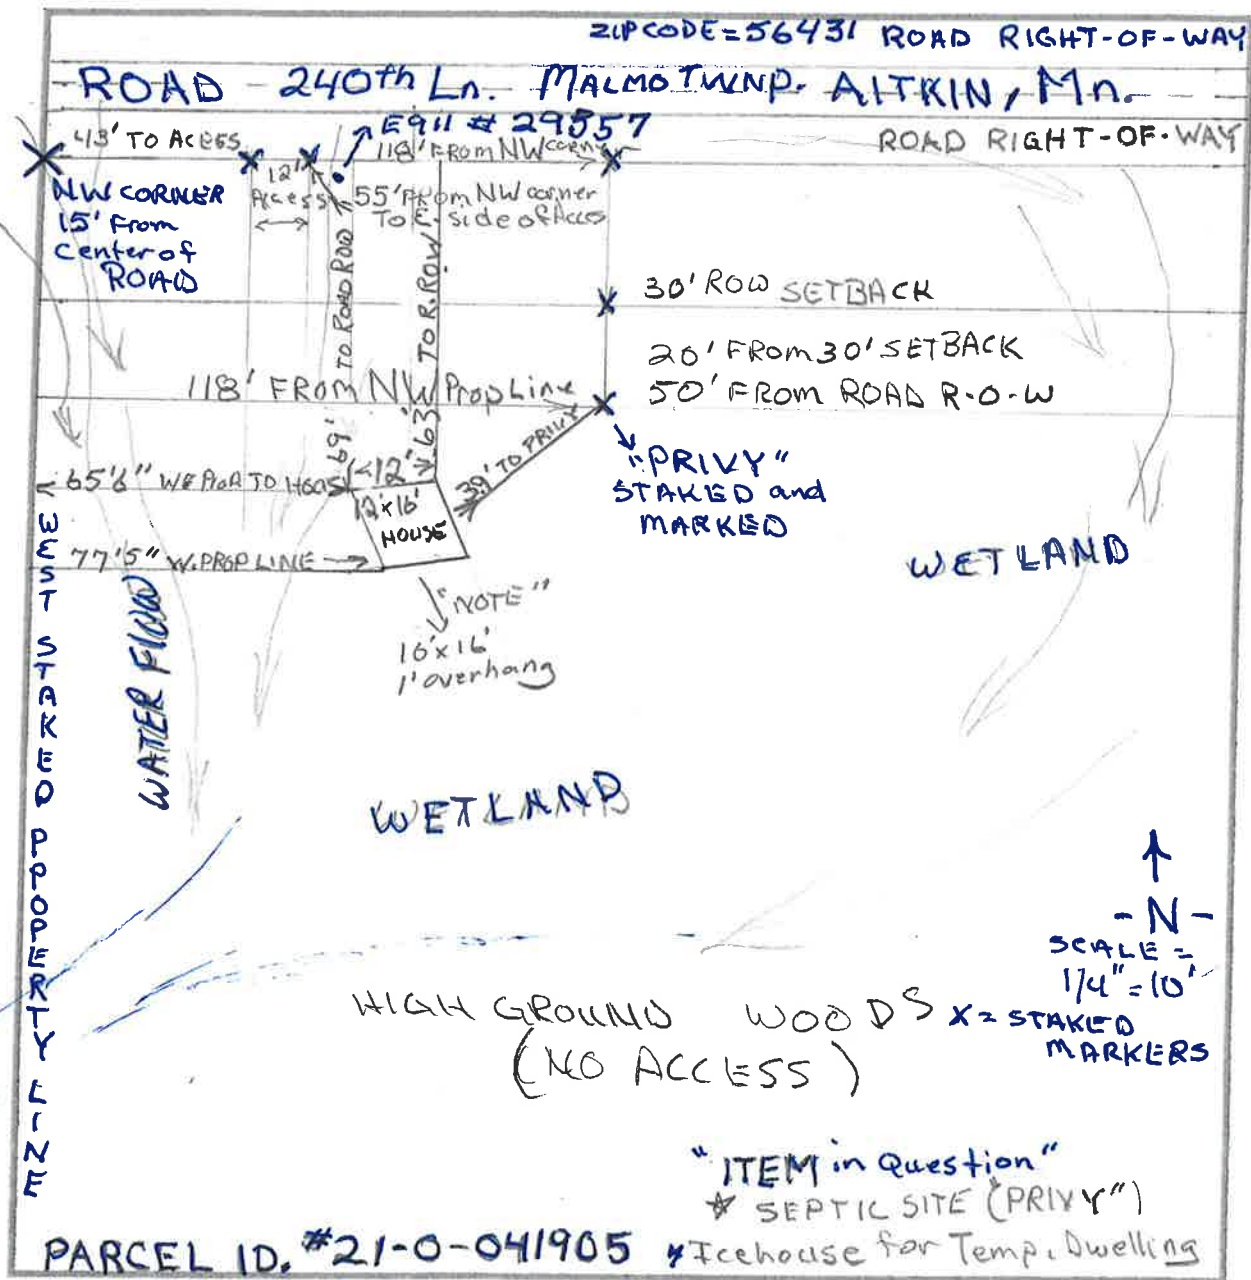 ZIPCODE=56431 ROAD RIGHT-OF-WAY
ROAD - 240th Ln. MALMO TWNP. AITKIN, Mn.
E911 # 29557
ROAD RIGHT-OF-WAY
43' TO ACCESS
118' FROM NW corner
12'
Access
55' From NW corner
To E. side of Acces
NW CORNER
15' From
Center of
ROAD
69' TO ROAD ROW
63' TO R.ROW
30' ROW SETBACK
20' FROM 30' SETBACK
50' FROM ROAD R-O-W
118' FROM NW Prop Line
39' TO PRIVY
"PRIVY"
STAKED and
MARKED
65'6" W TO
12'
12'x16'
HOUSE
77'5" W. PROP LINE
"NOTE"
16'x16'
1' overhang
WETLAND
WATER FLOW
WEST STAKED PROPERTY LINE
WETLAND
-N-
SCALE =
1/4" = 10'
X = STAKED
MARKERS
HIGH GROUND WOODS
(NO ACCESS)
"ITEM in Question"
SEPTIC SITE (PRIVY")
Icehouse for Temp. Dwelling
PARCEL ID. #21-0-041905